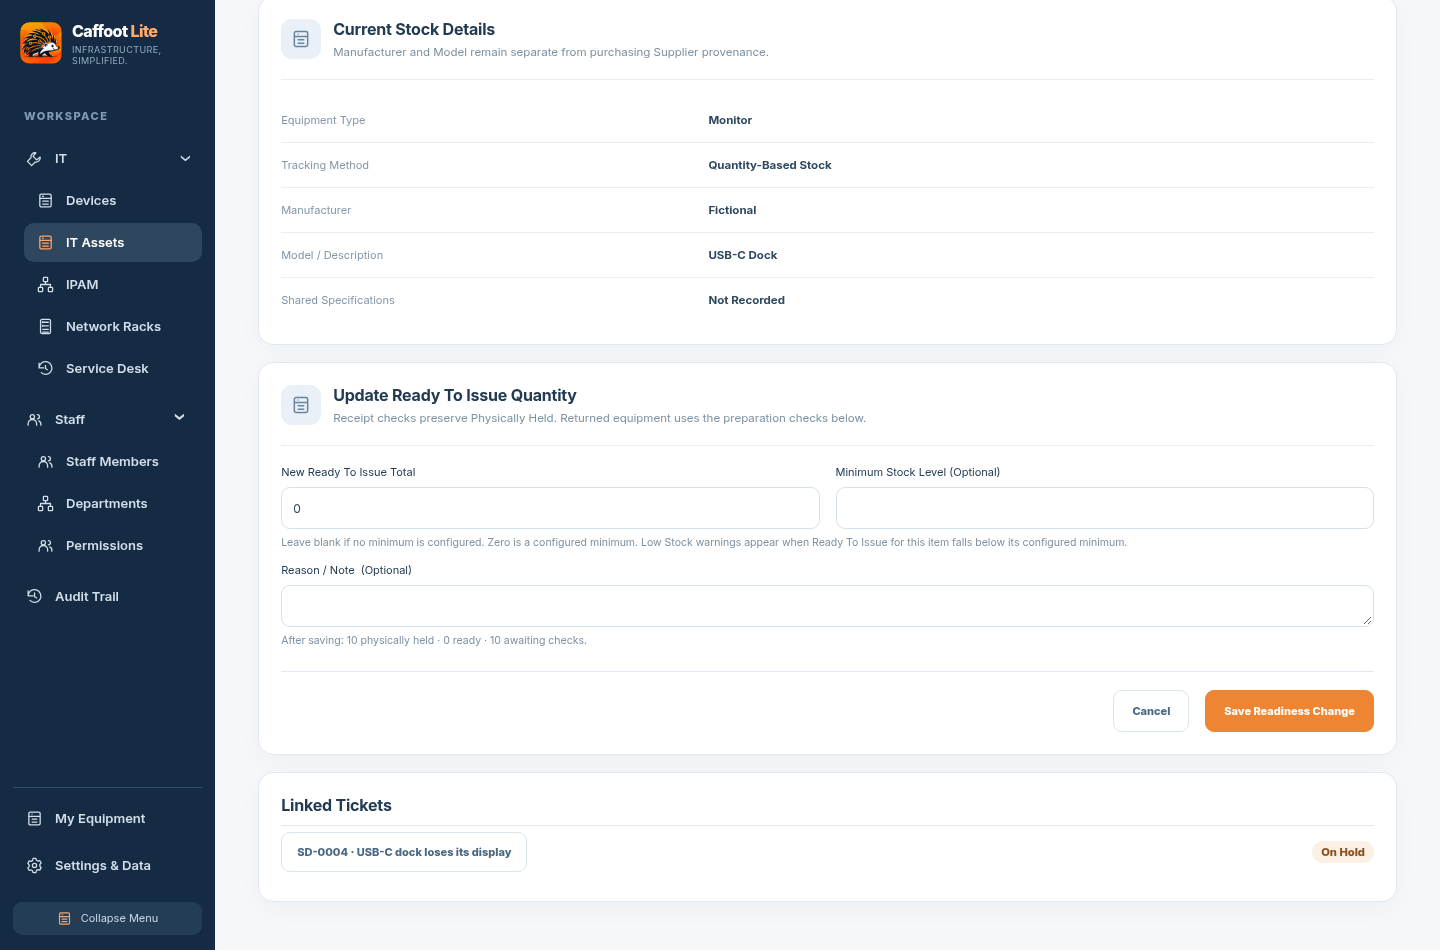 Caffoot Lite
INFRASTRUCTURE,
SIMPLIFIED.
WORKSPACE
IT
Devices
IT Assets
IPAM
Network Racks
Service Desk
Staff
Staff Members
Departments
Permissions
Audit Trail
My Equipment
Settings & Data
Collapse Menu
Current Stock Details
Manufacturer and Model remain separate from purchasing Supplier provenance.
Equipment Type Monitor
Tracking Method Quantity-Based Stock
Manufacturer Fictional
Model / Description USB-C Dock
Shared Specifications Not Recorded
Update Ready To Issue Quantity
Receipt checks preserve Physically Held. Returned equipment uses the preparation checks below.
New Ready To Issue Total Minimum Stock Level (Optional)
0
Leave blank if no minimum is configured. Zero is a configured minimum. Low Stock warnings appear when Ready To Issue for this item falls below its configured minimum.
Reason / Note (Optional)
After saving: 10 physically held · 0 ready · 10 awaiting checks.
Cancel Save Readiness Change
Linked Tickets
SD-0004 · USB-C dock loses its display On Hold